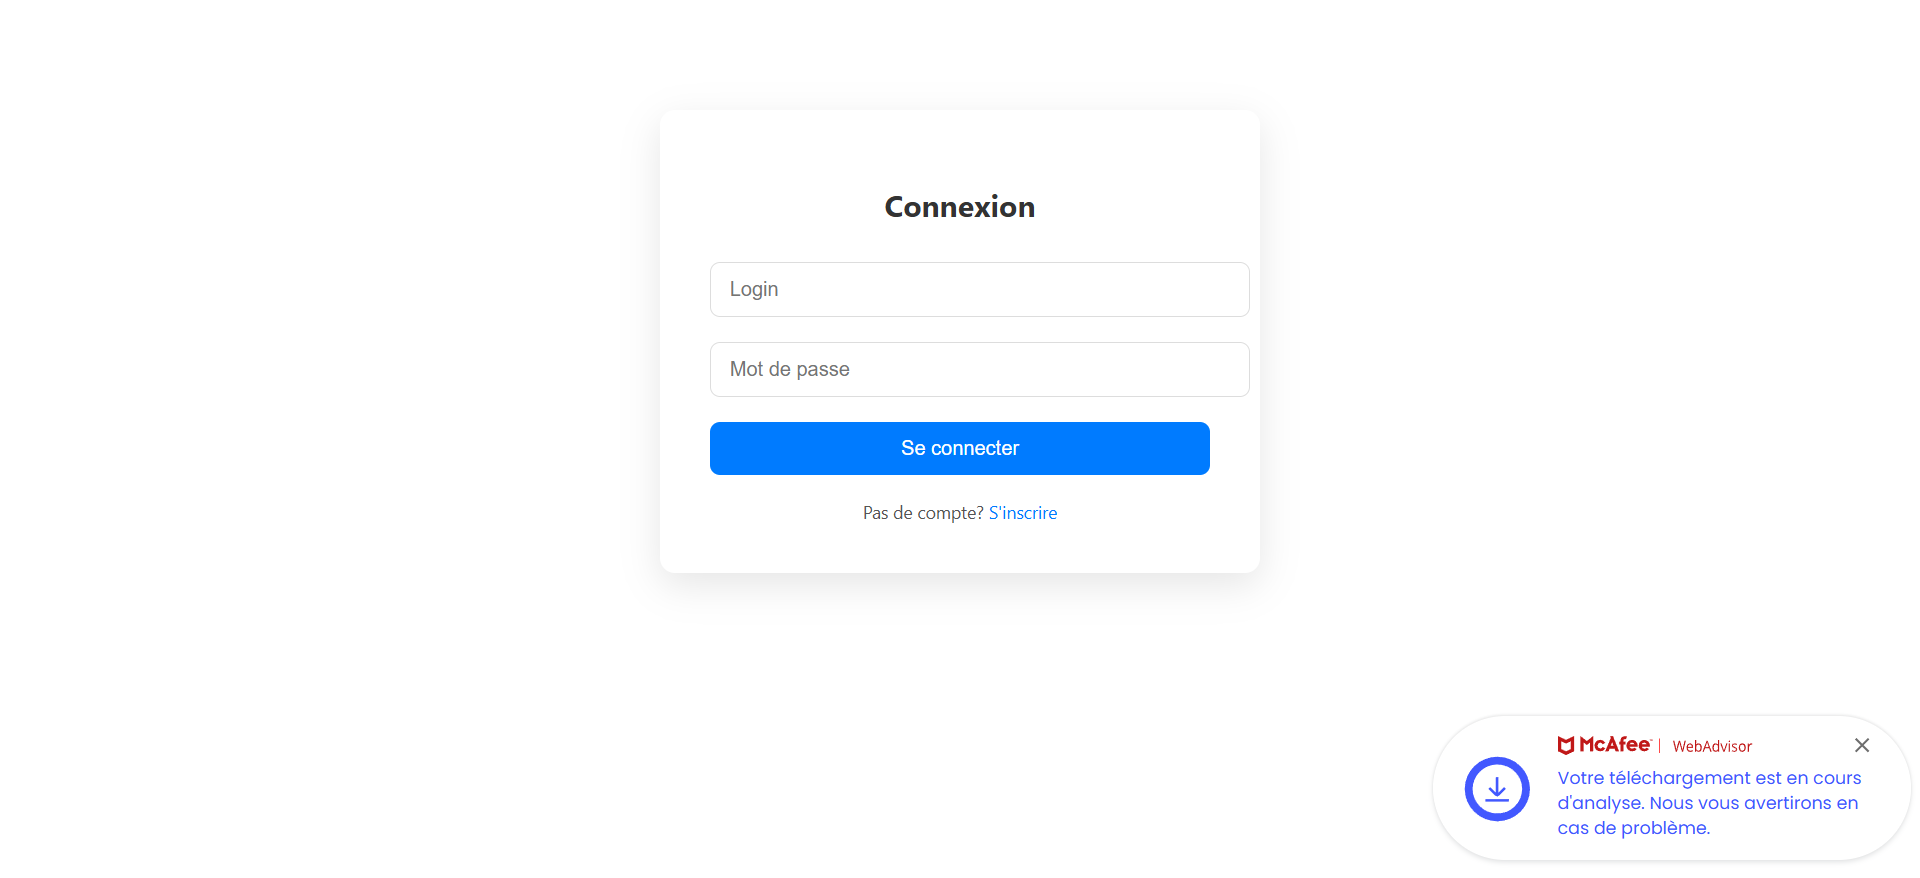 Connexion
Login
Mot de passe
Se connecter
Pas de compte? S'inscrire
McAfee | WebAdvisor
Votre téléchargement est en cours
d'analyse. Nous vous avertirons en
cas de problème.